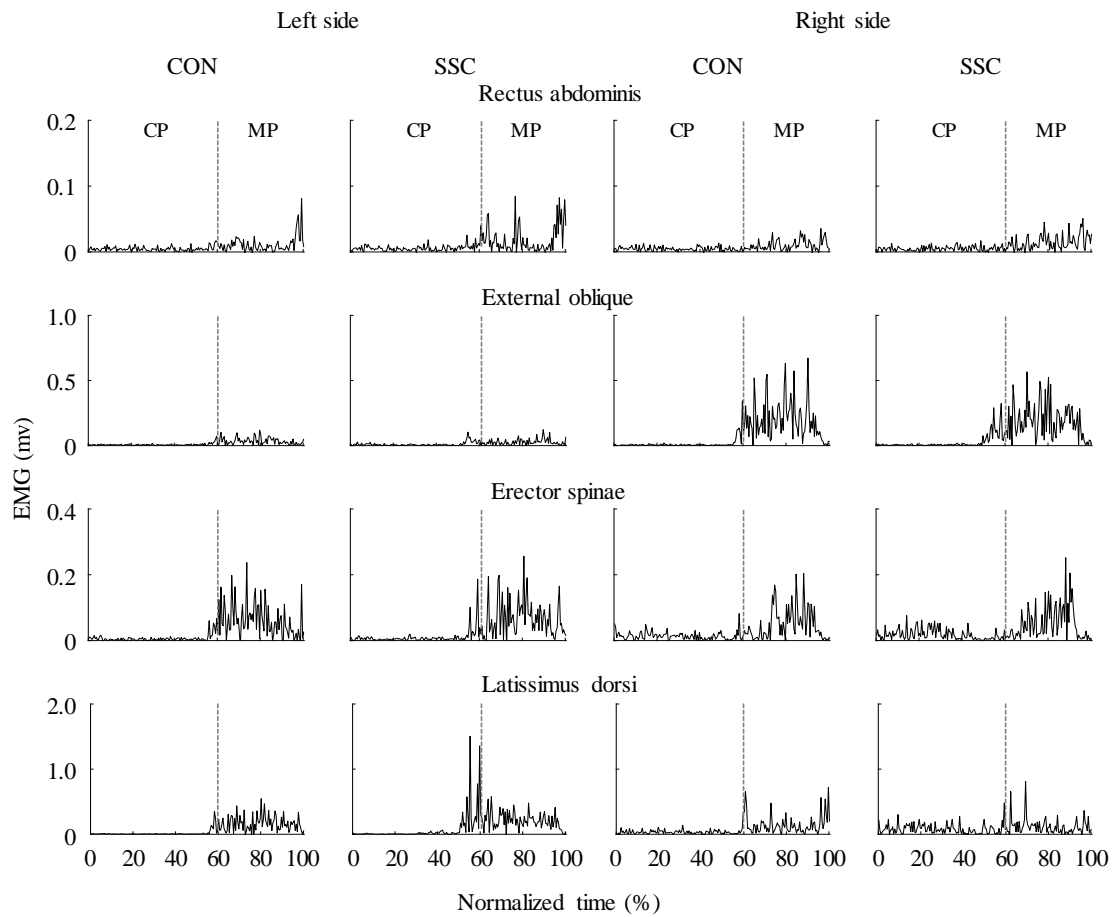 Left side Right side
CON SSC CON SSC
Rectus abdominis
0.2 CP MP CP MP CP MP CP MP
0.1
0
External oblique
1.0
0.5
0
Erector spinae
0.4
0.2
0
Latissimus dorsi
2.0
1.0
0
0 20 40 60 80 100 0 20 40 60 80 100 0 20 40 60 80 100 0 20 40 60 80 100
EMG (mv)
Normalized time (%)